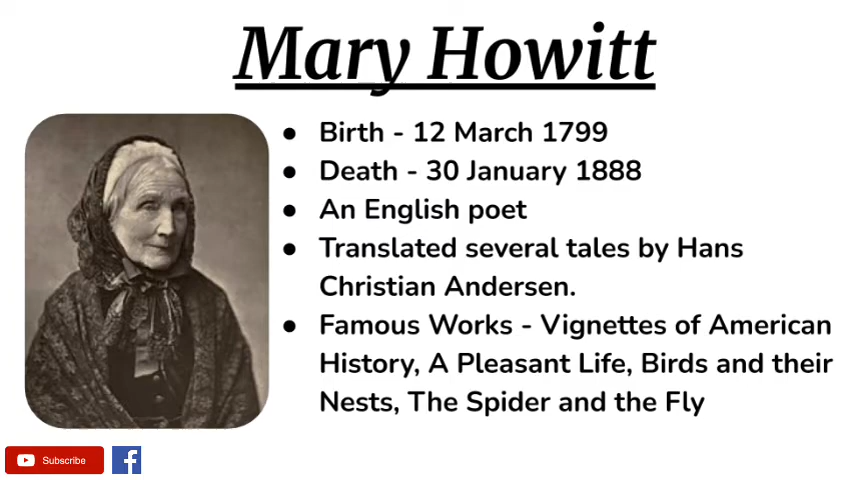 Mary Howitt
● Birth - 12 March 1799
● Death - 30 January 1888
● An English poet
● Translated several tales by Hans
Christian Andersen.
● Famous Works - Vignettes of American
History, A Pleasant Life, Birds and their
Nests, The Spider and the Fly
Subscribe